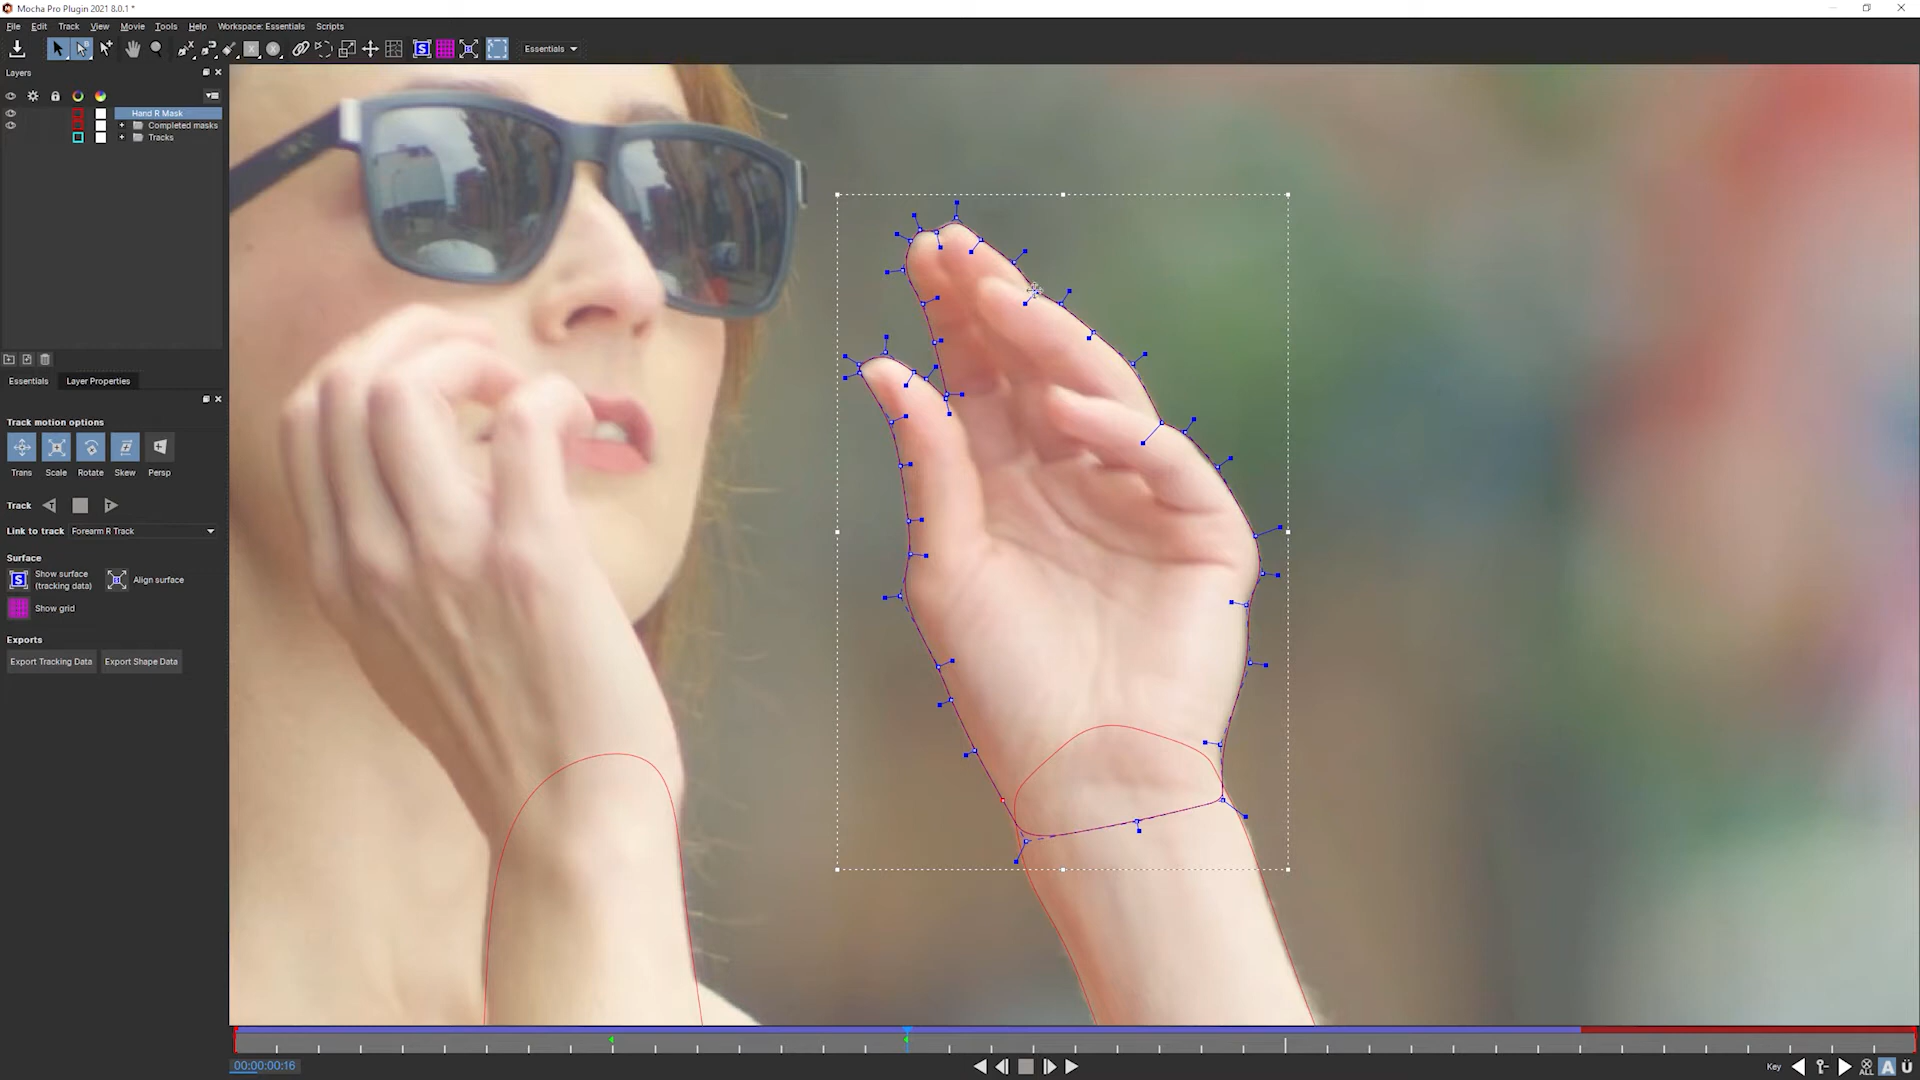 Mocha Pro Plugin 2021 8.0.1 *
File Edit Track View Movie Tools Help Workspace: Essentials Scripts
Essentials
Layers
Hand R Mask
Completed masks
Tracks
Essentials Layer Properties
Track motion options
Trans Scale Rotate Skew Persp
Track
Link to track Forearm R Track
Surface
Show surface
(tracking data)
Align surface
Show grid
Exports
Export Tracking Data Export Shape Data
00:00:00:16
Key
ALL
A Ü